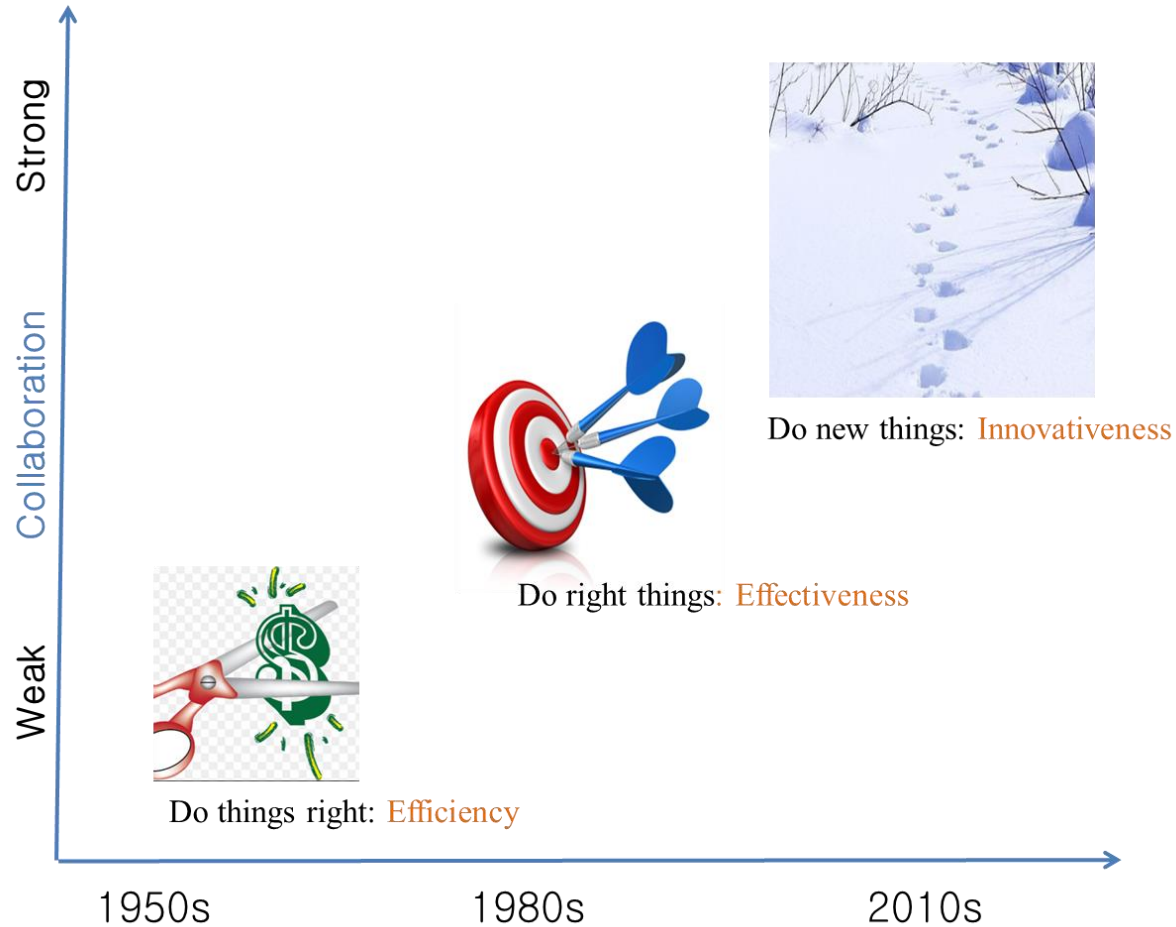 Strong
Collaboration
Weak
Do new things: Innovativeness
Do right things: Effectiveness
Do things right: Efficiency
1950s 1980s 2010s